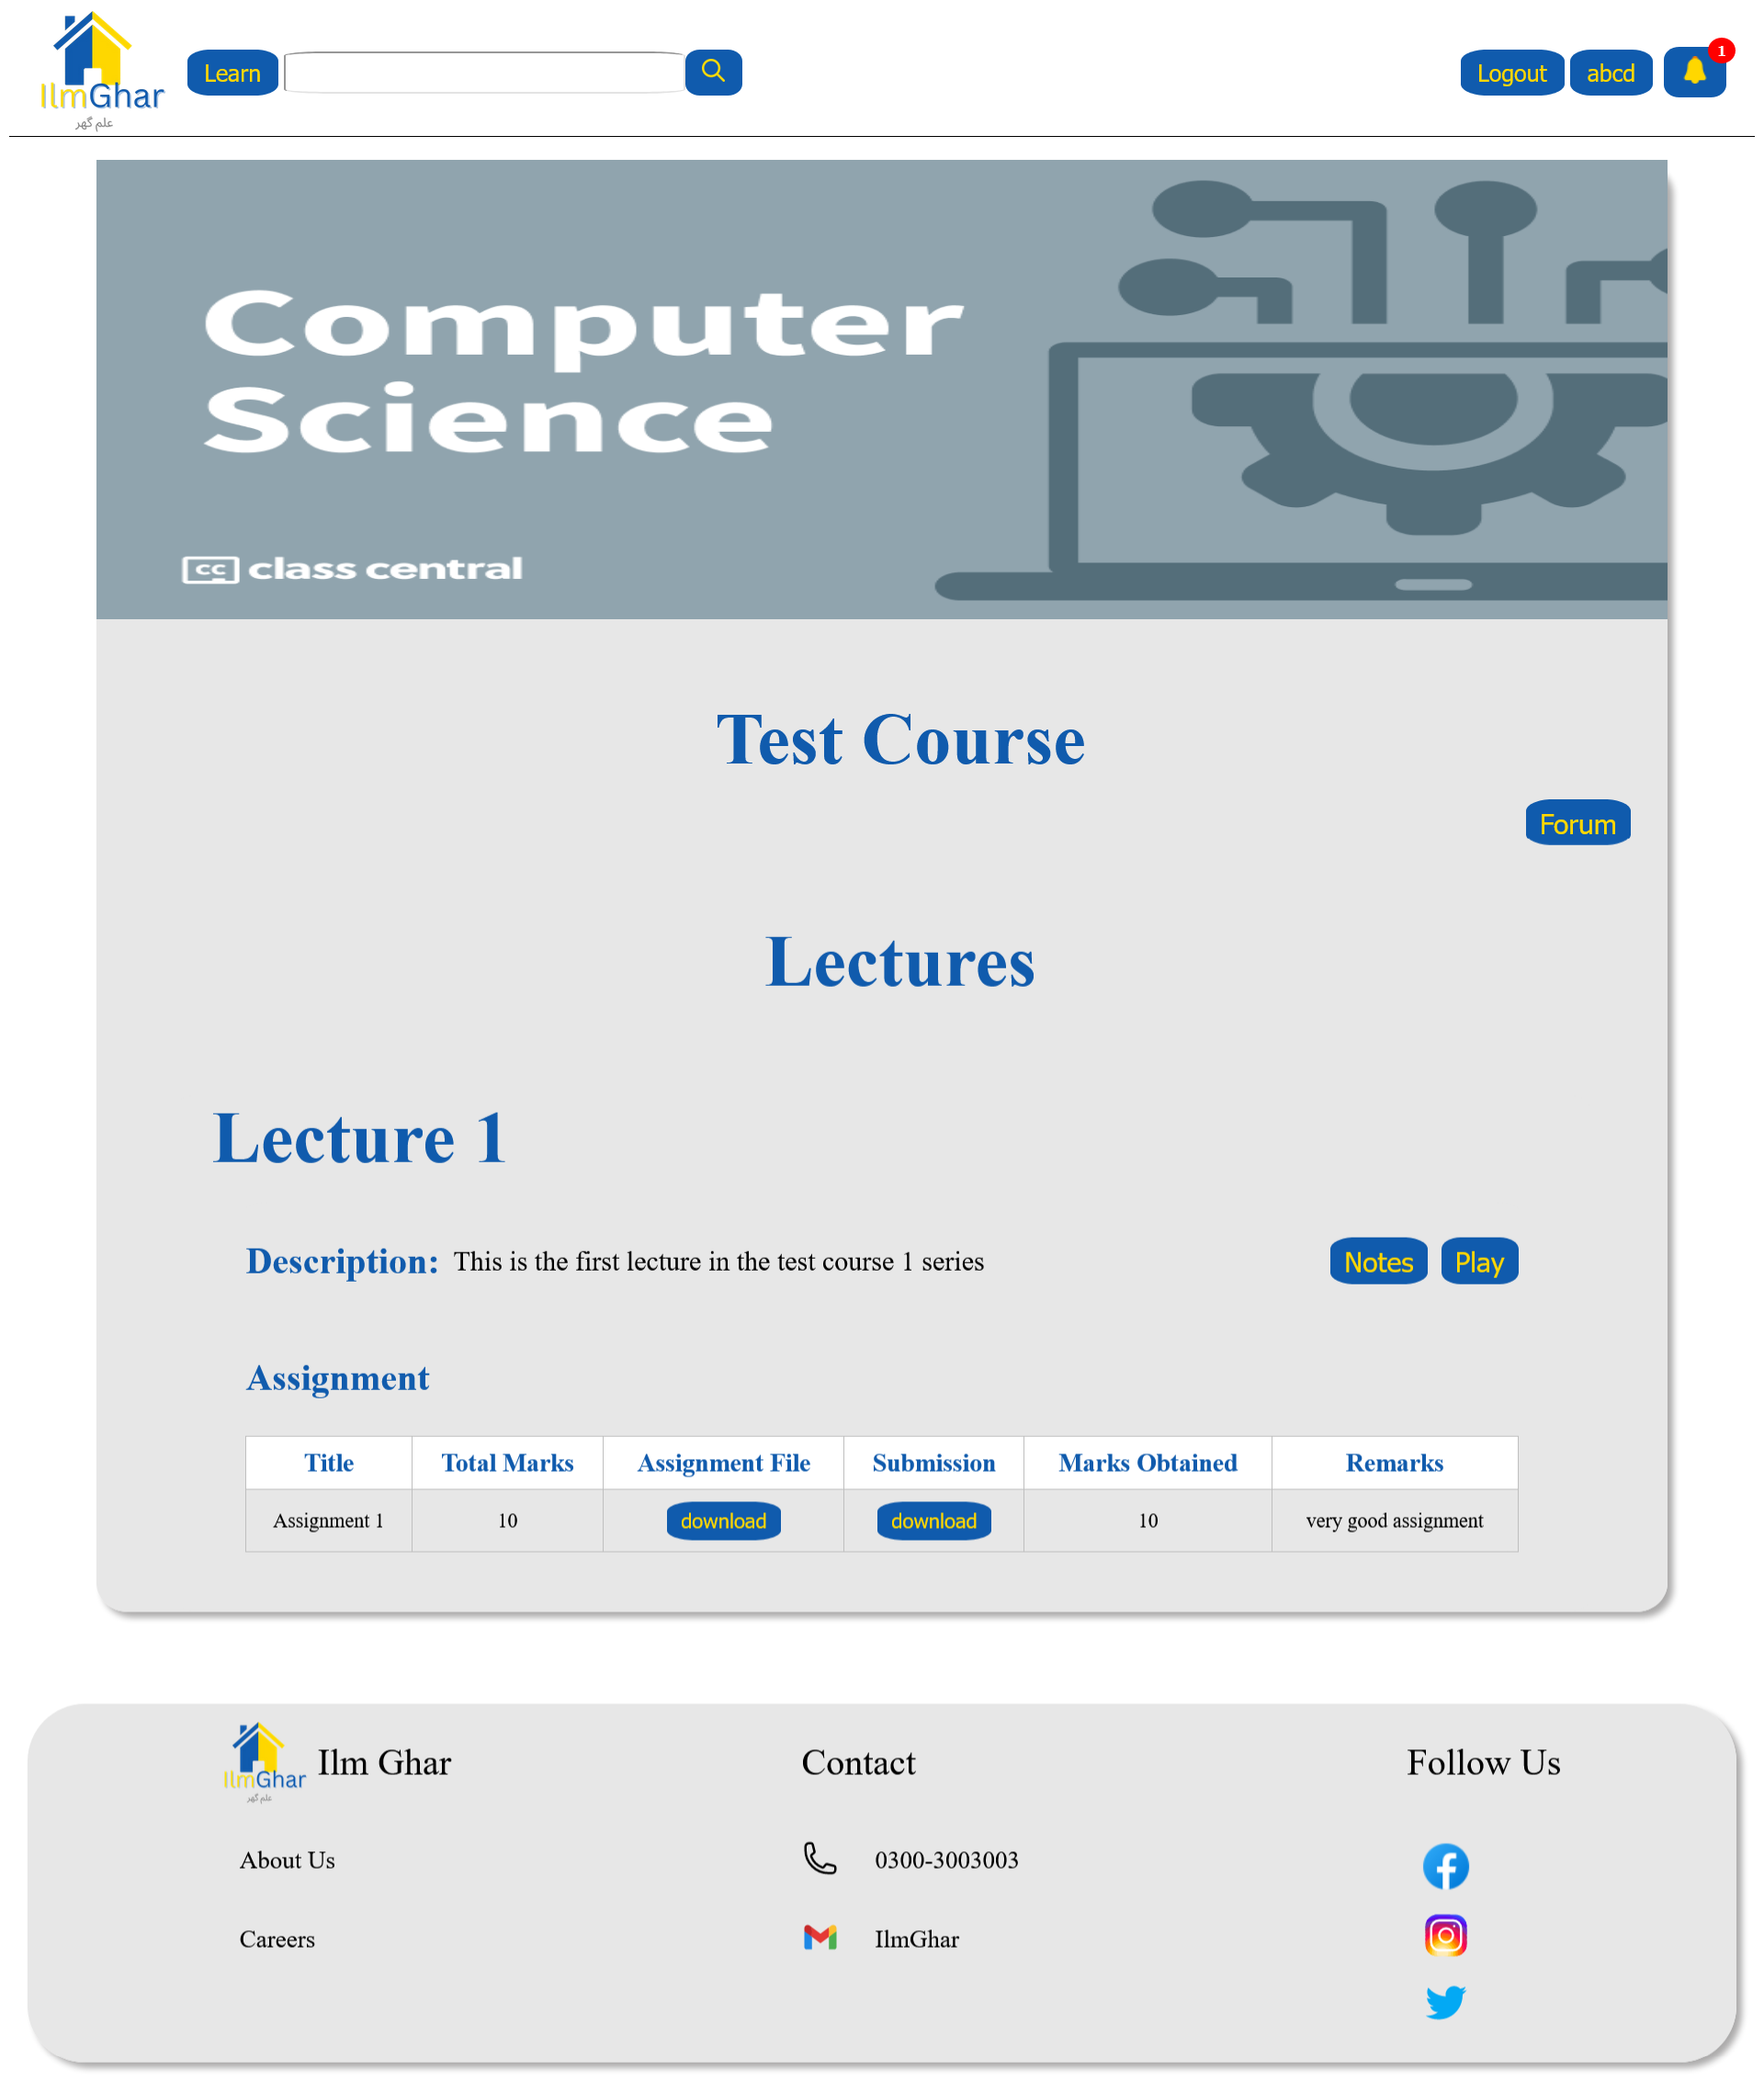 IlmGhar
علم گھر
Learn
Logout abcd 1
Computer
Science
cc class central
Test Course
Forum
Lectures
Lecture 1
Description: This is the first lecture in the test course 1 series Notes Play
Assignment
Title Total Marks Assignment File Submission Marks Obtained Remarks
Assignment 1 10 download download 10 very good assignment
IlmGhar
علم گھر
Ilm Ghar Contact Follow Us
About Us 0300-3003003
Careers IlmGhar